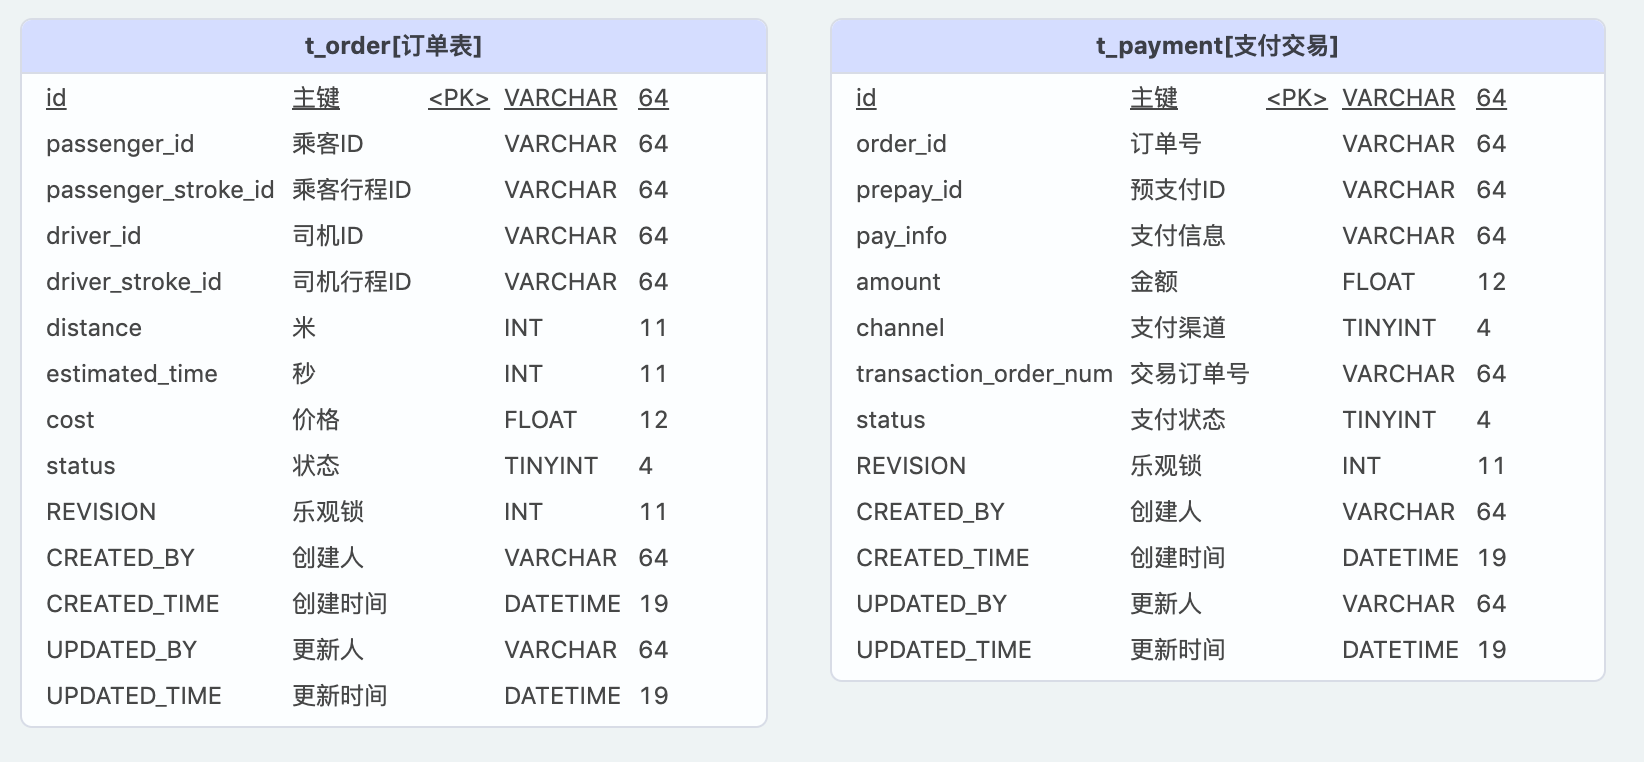 t_order[订单表]
id 主键 <PK> VARCHAR 64
passenger_id 乘客ID VARCHAR 64
passenger_stroke_id 乘客行程ID VARCHAR 64
driver_id 司机ID VARCHAR 64
driver_stroke_id 司机行程ID VARCHAR 64
distance 米 INT 11
estimated_time 秒 INT 11
cost 价格 FLOAT 12
status 状态 TINYINT 4
REVISION 乐观锁 INT 11
CREATED_BY 创建人 VARCHAR 64
CREATED_TIME 创建时间 DATETIME 19
UPDATED_BY 更新人 VARCHAR 64
UPDATED_TIME 更新时间 DATETIME 19
t_payment[支付交易]
id 主键 <PK> VARCHAR 64
order_id 订单号 VARCHAR 64
prepay_id 预支付ID VARCHAR 64
pay_info 支付信息 VARCHAR 64
amount 金额 FLOAT 12
channel 支付渠道 TINYINT 4
transaction_order_num 交易订单号 VARCHAR 64
status 支付状态 TINYINT 4
REVISION 乐观锁 INT 11
CREATED_BY 创建人 VARCHAR 64
CREATED_TIME 创建时间 DATETIME 19
UPDATED_BY 更新人 VARCHAR 64
UPDATED_TIME 更新时间 DATETIME 19